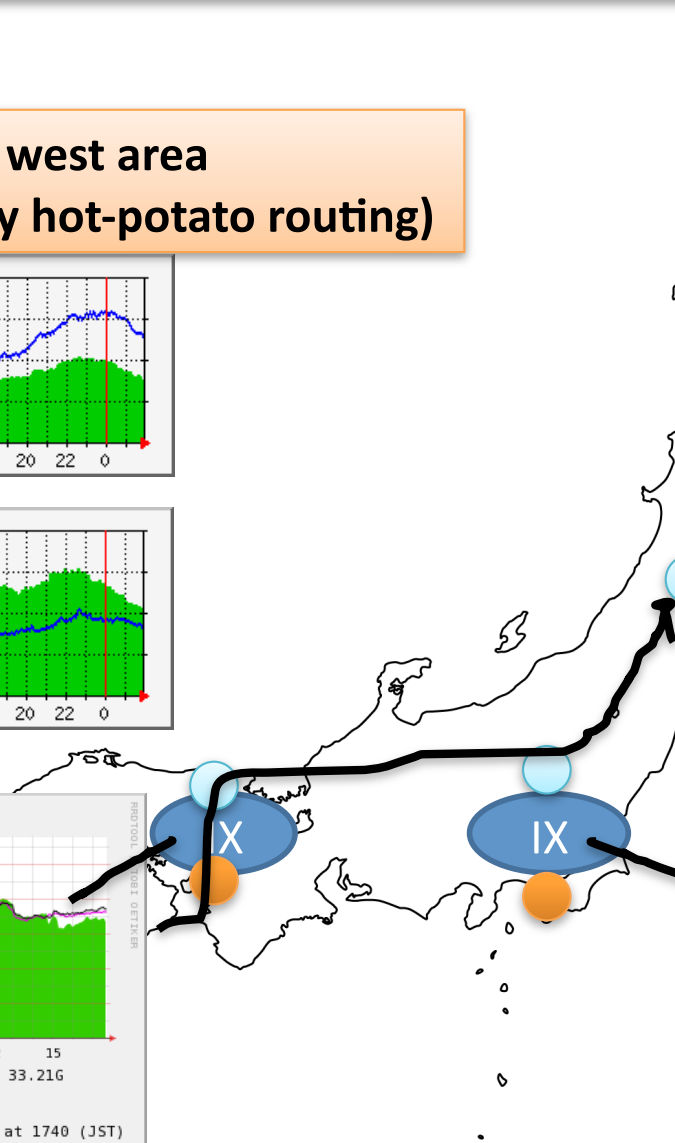 west area
y hot-potato routing)
20 22 0
20 22 0
RRDTOOL / TOBI OETIKER
IX
IX
15
33.21G
at 1740 (JST)